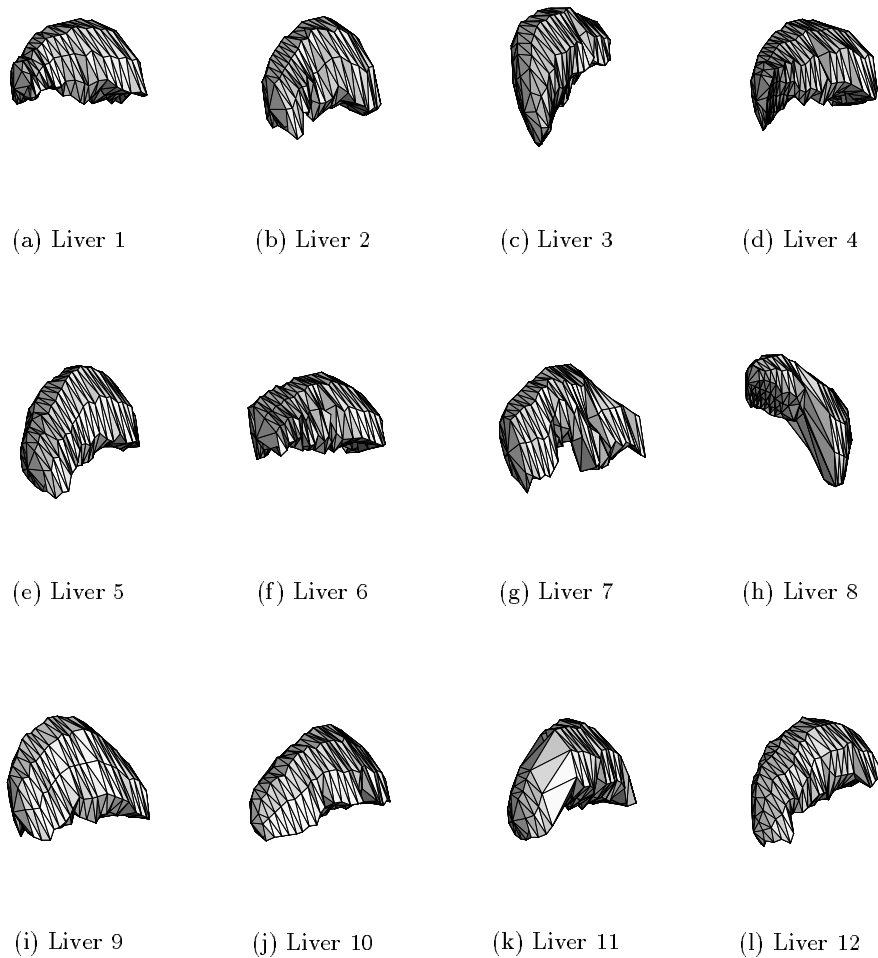 (a) Liver 1
(b) Liver 2
(c) Liver 3
(d) Liver 4
(e) Liver 5
(f) Liver 6
(g) Liver 7
(h) Liver 8
(i) Liver 9
(j) Liver 10
(k) Liver 11
(l) Liver 12